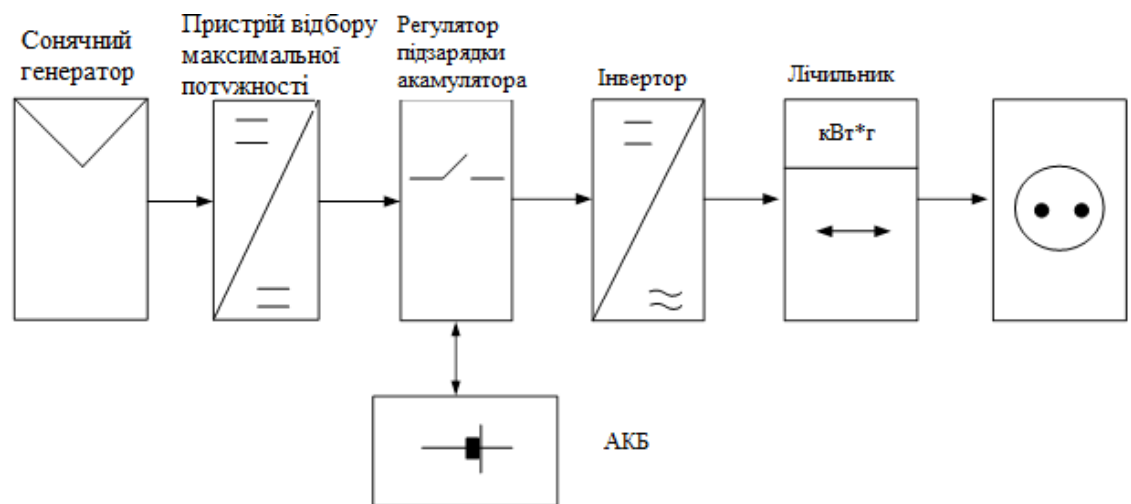 Сонячний
генератор
Пристрій відбору
максимальної
потужності
Регулятор
підзарядки
акамулятора
Інвертор
Лічильник
кВт*г
АКБ